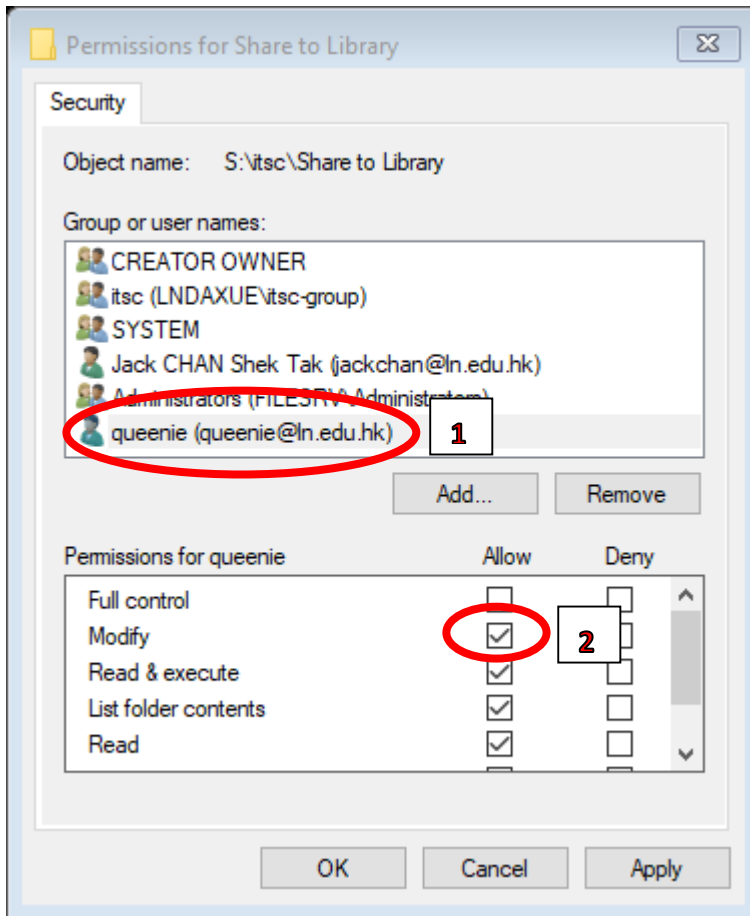 Permissions for Share to Library
Security
Object name: S:\itsc\Share to Library
Group or user names:
CREATOR OWNER
itsc (LNDAXUE\itsc-group)
SYSTEM
Jack CHAN Shek Tak (jackchan@ln.edu.hk)
Administrators (FILESRV\Administrators)
queenie (queenie@ln.edu.hk)
1
Add...
Remove
Permissions for queenie Allow Deny
Full control
Modify
2
Read & execute
List folder contents
Read
OK Cancel Apply